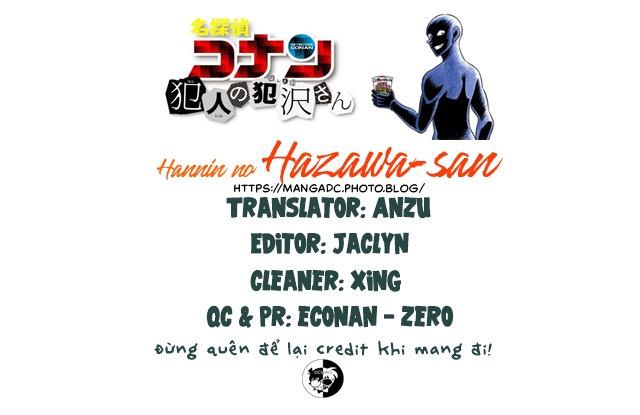 名探偵
コナン
DETECTIVE CONAN
犯人の犯沢さん
Hannin no Hazawa-san
HTTPS://MANGADC.PHOTO.BLOG/
TRANSLATOR: ANZU
EDITOR: JACLYN
CLEANER: XING
QC & PR: ECONAN - ZERO
Đừng quên để lại credit khi mang đi!